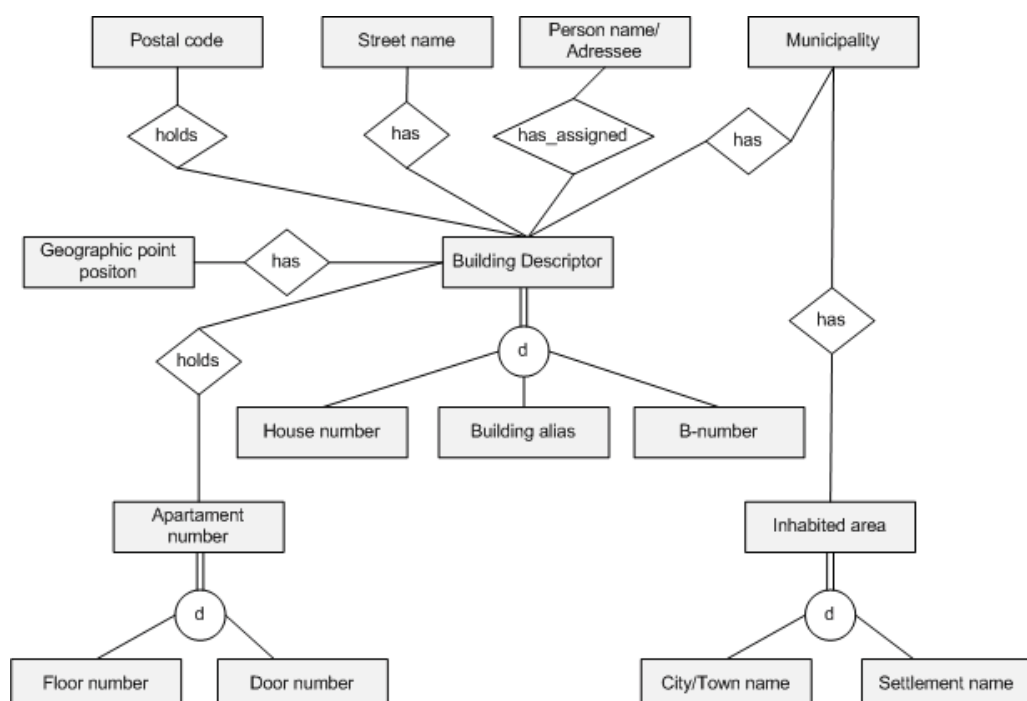 Postal code
Street name
Person name/
Adressee
Municipality
holds
has
has_assigned
has
Geographic point
positon
has
Building Descriptor
has
holds
d
House number
Building alias
B-number
Apartament
number
Inhabited area
d
d
Floor number
Door number
City/Town name
Settlement name